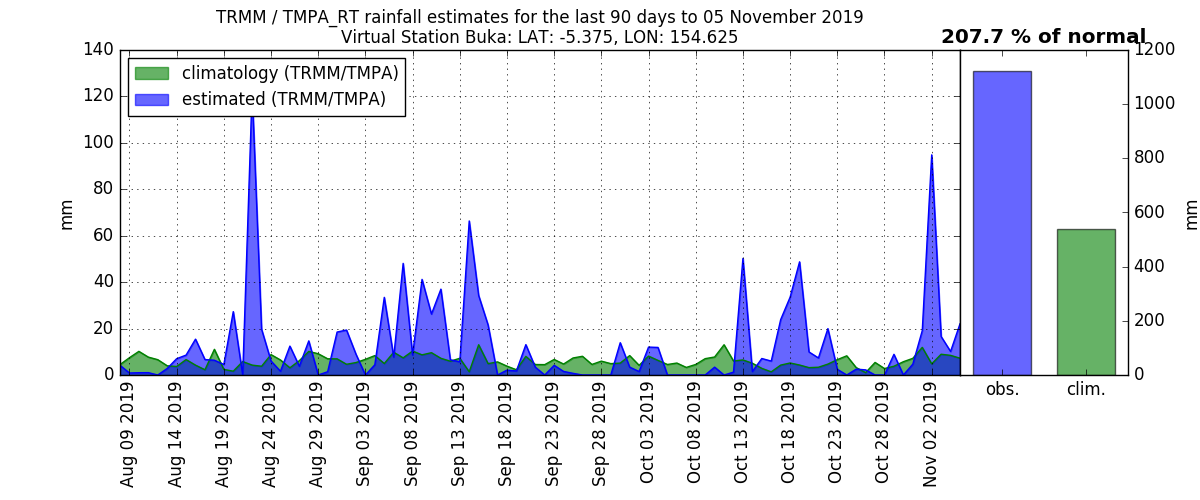 TRMM / TMPA_RT rainfall estimates for the last 90 days to 05 November 2019
Virtual Station Buka: LAT: -5.375, LON: 154.625
207.7 % of normal
climatology (TRMM/TMPA)
estimated (TRMM/TMPA)
140
120
100
80
60
40
20
0
mm
Aug 09 2019
Aug 14 2019
Aug 19 2019
Aug 24 2019
Aug 29 2019
Sep 03 2019
Sep 08 2019
Sep 13 2019
Sep 18 2019
Sep 23 2019
Sep 28 2019
Oct 03 2019
Oct 08 2019
Oct 13 2019
Oct 18 2019
Oct 23 2019
Oct 28 2019
Nov 02 2019
obs.
clim.
1200
1000
800
600
400
200
0
mm